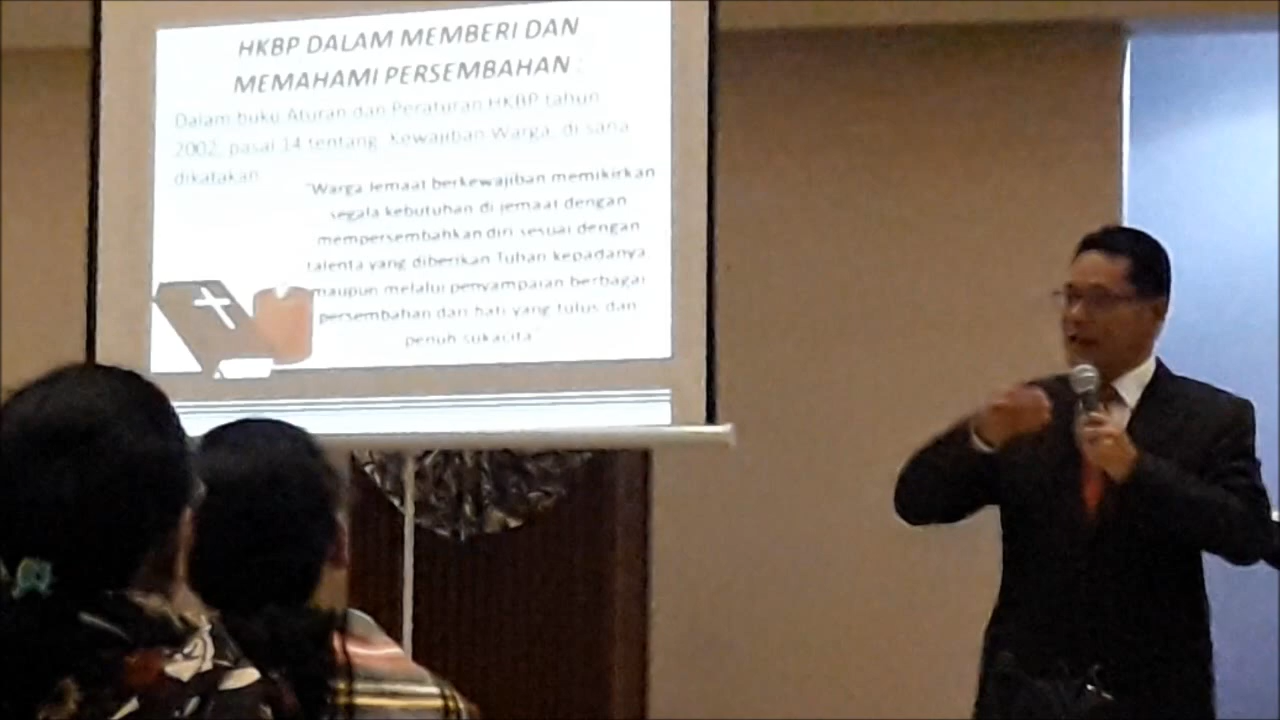 HKBP DALAM MEMBERI DAN
MEMAHAMI PERSEMBAHAN :
Dalam buku Aturan dan Peraturan HKBP tahun
2002, pasal 14 tentang Kewajiban Warga, di sana
dikatakan
"Warga Jemaat berkewajiban memikirkan
segala kebutuhan di jemaat dengan
mempersembahkan diri sesuai dengan
talenta yang diberikan Tuhan kepadanya
maupun melalui penyampaian berbagai
persembahan dari hati yang tulus dan
penuh sukacita"